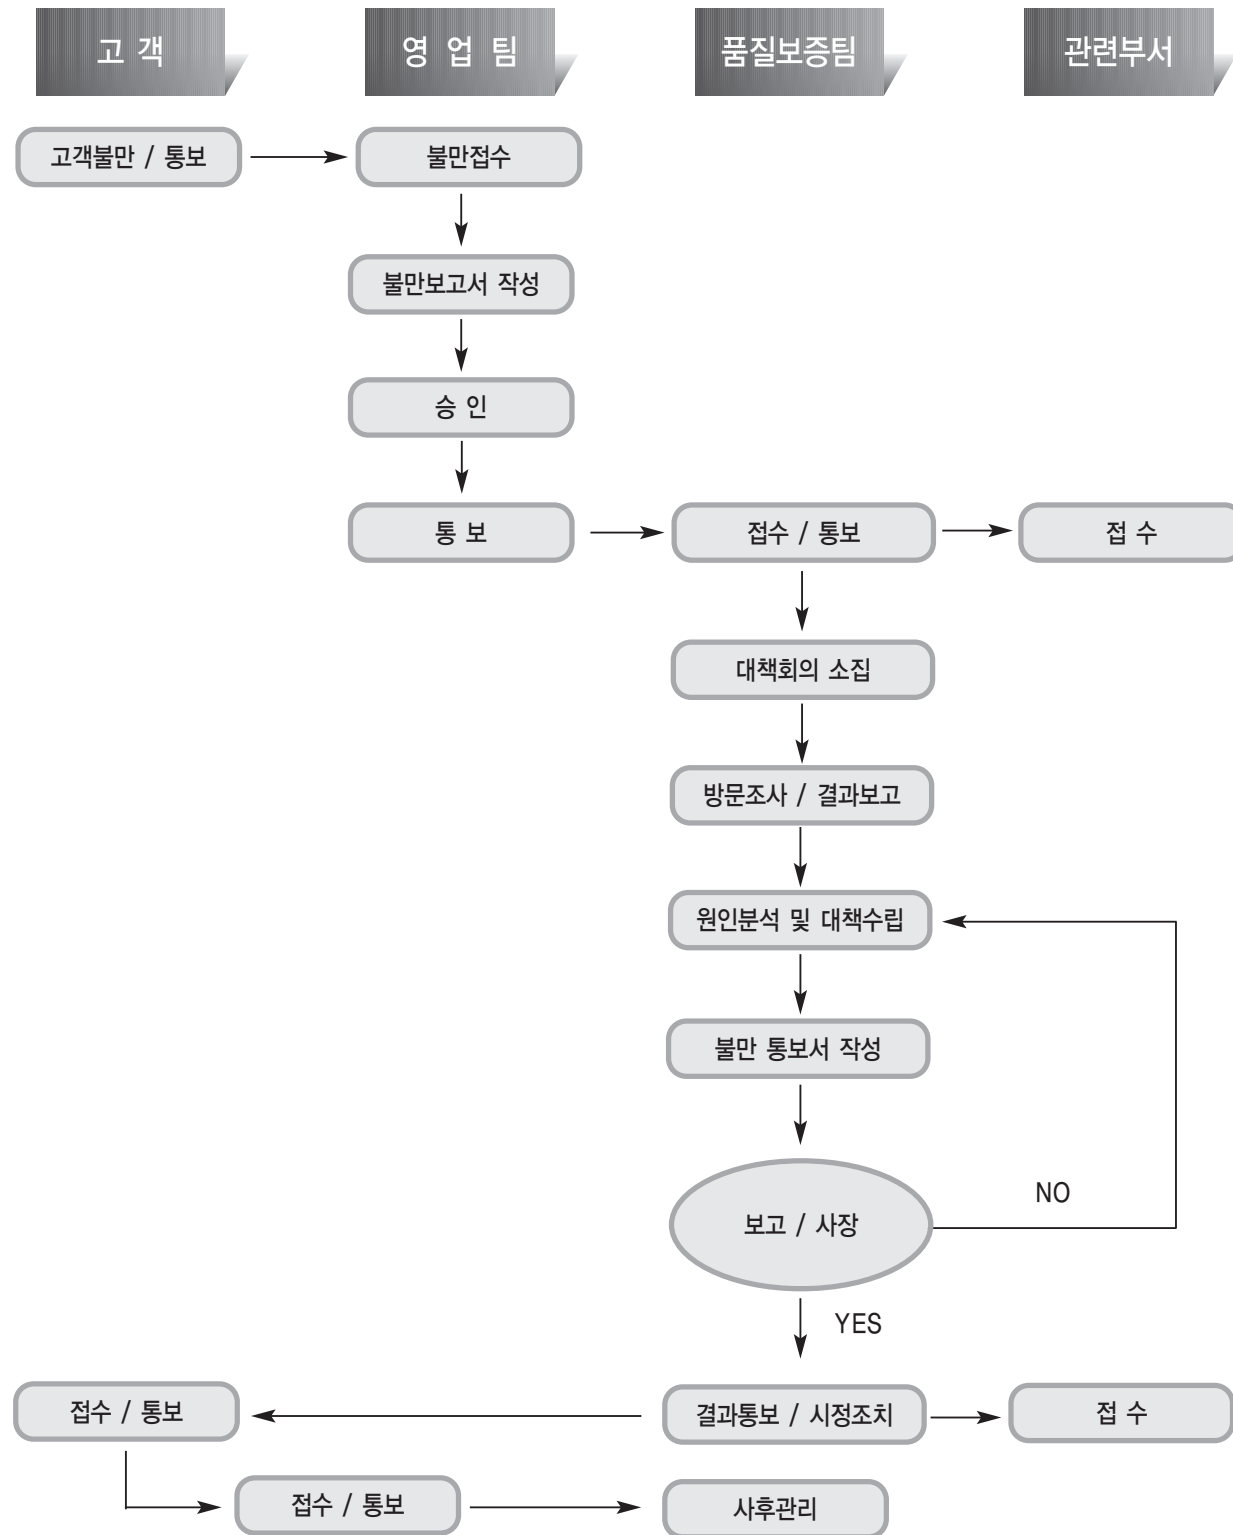 고 객
영 업 팀
품질보증팀
관련부서
고객불만 / 통보
불만접수
불만보고서 작성
승 인
통 보
접수 / 통보
접 수
대책회의 소집
방문조사 / 결과보고
원인분석 및 대책수립
불만 통보서 작성
보고 / 사장
NO
YES
접수 / 통보
결과통보 / 시정조치
접 수
접수 / 통보
사후관리